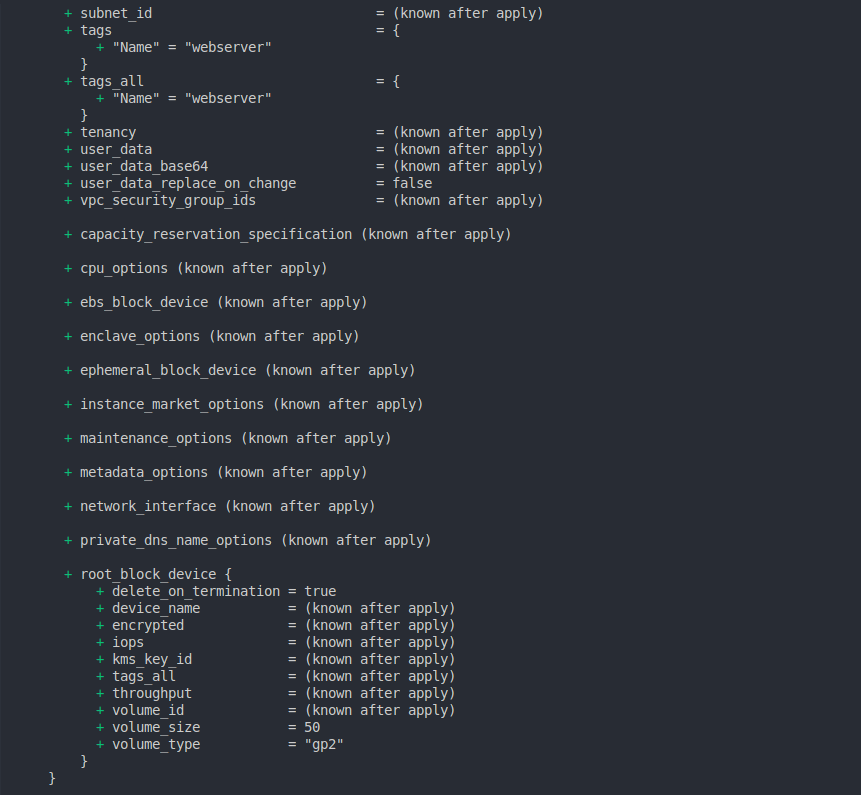 + subnet_id                            = (known after apply)
+ tags                                 = {
    + "Name" = "webserver"
  }
+ tags_all                             = {
    + "Name" = "webserver"
  }
+ tenancy                              = (known after apply)
+ user_data                            = (known after apply)
+ user_data_base64                     = (known after apply)
+ user_data_replace_on_change          = false
+ vpc_security_group_ids               = (known after apply)

+ capacity_reservation_specification (known after apply)

+ cpu_options (known after apply)

+ ebs_block_device (known after apply)

+ enclave_options (known after apply)

+ ephemeral_block_device (known after apply)

+ instance_market_options (known after apply)

+ maintenance_options (known after apply)

+ metadata_options (known after apply)

+ network_interface (known after apply)

+ private_dns_name_options (known after apply)

+ root_block_device {
    + delete_on_termination = true
    + device_name           = (known after apply)
    + encrypted             = (known after apply)
    + iops                  = (known after apply)
    + kms_key_id            = (known after apply)
    + tags_all              = (known after apply)
    + throughput            = (known after apply)
    + volume_id             = (known after apply)
    + volume_size           = 50
    + volume_type           = "gp2"
  }
}